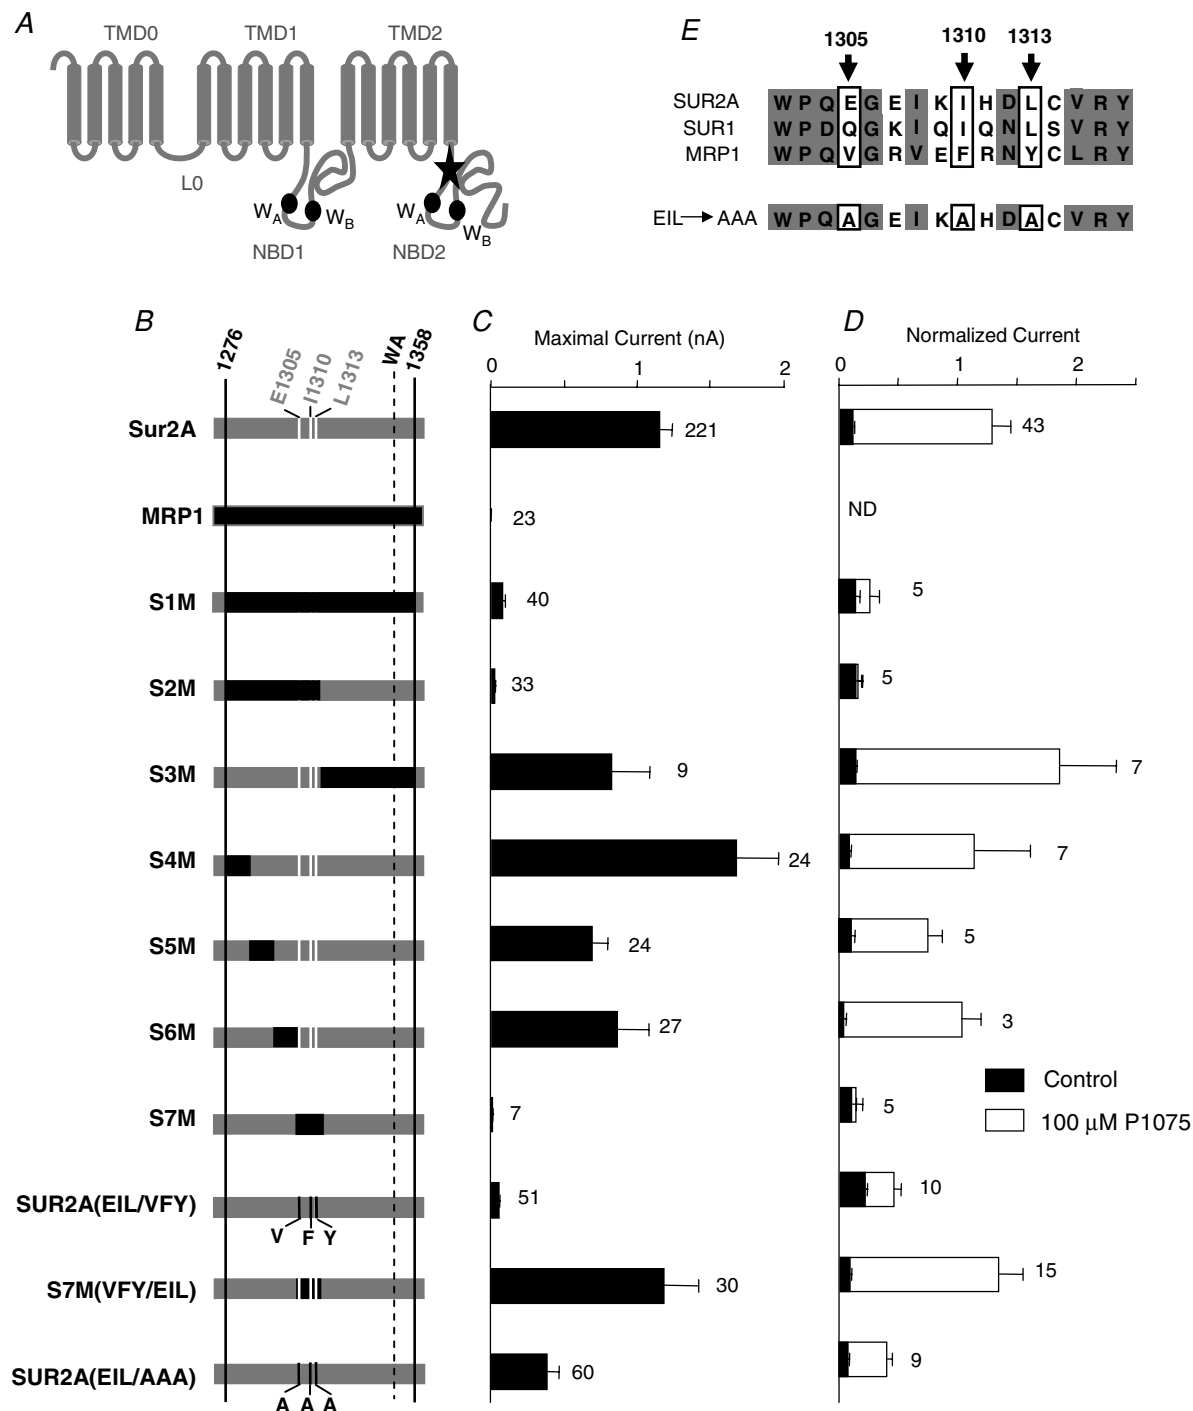 A
TMD0 TMD1 TMD2
L0
WA WB WA WB
NBD1 NBD2
E
1305 1310 1313
SUR2A W P Q E G E I K I H D L C V R Y
SUR1 W P D Q G K I Q I Q N L S V R Y
MRP1 W P Q V G R V E F R N Y C L R Y
EIL AAA W P Q A G E I K A H D A C V R Y
B
1276 E1305 I1310 L1313 WA 1358
C
Maximal Current (nA)
0 1 2
D
Normalized Current
0 1 2
Sur2A 221 43
MRP1 23 ND
S1M 40 5
S2M 33 5
S3M 9 7
S4M 24 7
S5M 24 5
S6M 27 3
Control
100 μM P1075
S7M 7 5
SUR2A(EIL/VFY) 51 10
V F Y
S7M(VFY/EIL) 30 15
SUR2A(EIL/AAA) 60 9
A A A